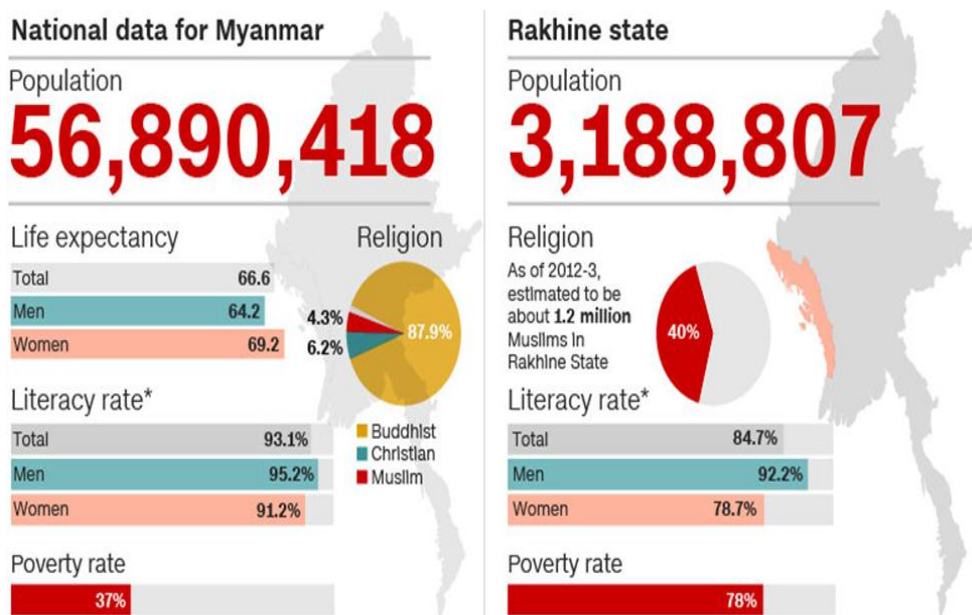 National data for Myanmar
Population
56,890,418
Life expectancy
Total 66.6
Men 64.2
Women 69.2
Religion
4.3%
87.9%
6.2%
Buddhist
Christian
Muslim
Literacy rate*
Total 93.1%
Men 95.2%
Women 91.2%
Poverty rate
37%
Rakhine state
Population
3,188,807
Religion
As of 2012-3,
estimated to be
about 1.2 million
Muslims in
Rakhine State
40%
Literacy rate*
Total 84.7%
Men 92.2%
Women 78.7%
Poverty rate
78%